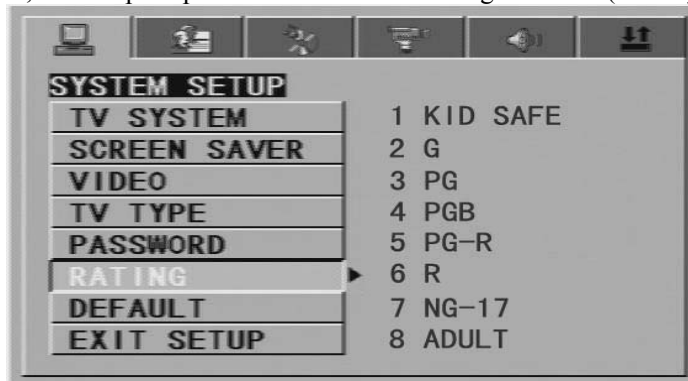 SYSTEM SETUP
TV SYSTEM
SCREEN SAVER
VIDEO
TV TYPE
PASSWORD
RATING
DEFAULT
EXIT SETUP
1 KID SAFE
2 G
3 PG
4 PGB
5 PG-R
6 R
7 NG-17
8 ADULT